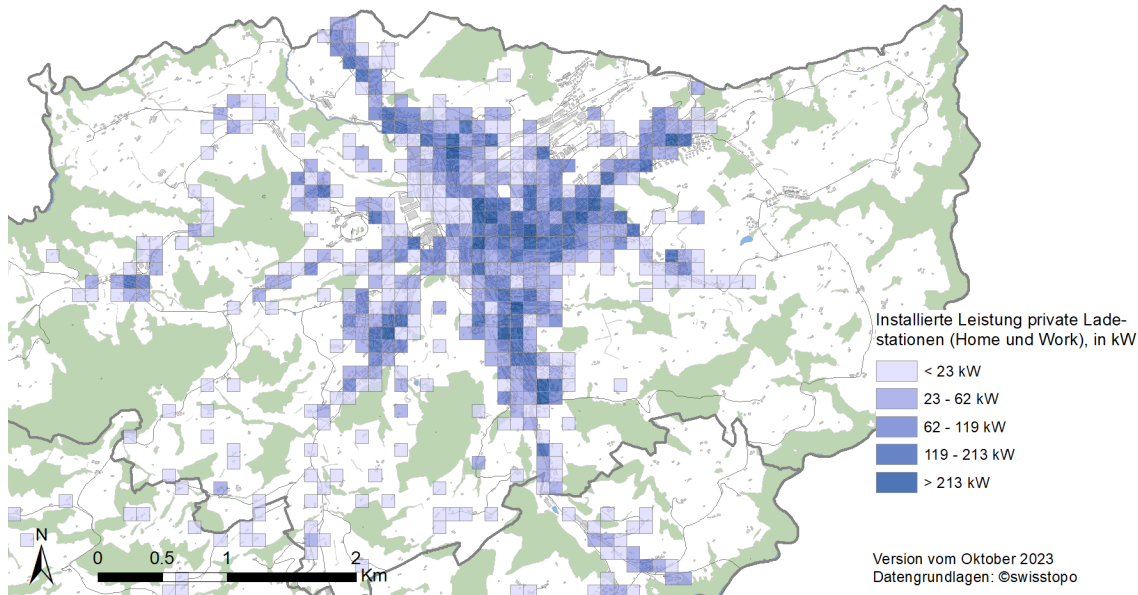 Installierte Leistung private Lade-
stationen (Home und Work), in kW
< 23 kW
23 - 62 kW
62 - 119 kW
119 - 213 kW
> 213 kW
N
0 0.5 1 2
Km
Version vom Oktober 2023
Datengrundlagen: ©swisstopo